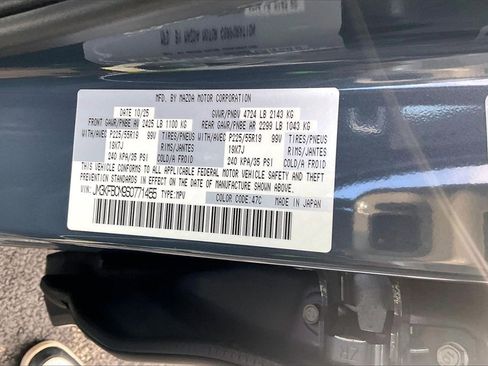 MFD. BY MAZDA MOTOR CORPORATION
10/25 GVWR/PNBV 4724 LB 2143 KG
FRONT GAWR/PNBE AV 2425 LB 1100 KG REAR GAWR/PNBE AR 2299 LB 1043 KG
WITH/AVEC P225/55R19 99V TIRES/PNEUS WITH/AVEC P225/55R19 99V TIRES/PNEUS
19X7J RIMS/JANTE 19X7J RIMS/JANTE
240 KPA/35 PSI COLD/A FROID 240 KPA/35 PSI COLD/A FROID
THIS VEHICLE CONFORMS TO ALL APPLICABLE FEDERAL MOTOR VEHICLE SAFETY AND THEFT
PREVENTION STANDARDS IN EFFECT ON THE DATE OF MANUFACTURE SHOWN ABOVE.
VIN: TYPE:MPV COLOR CODE:47C MADE IN JAPAN